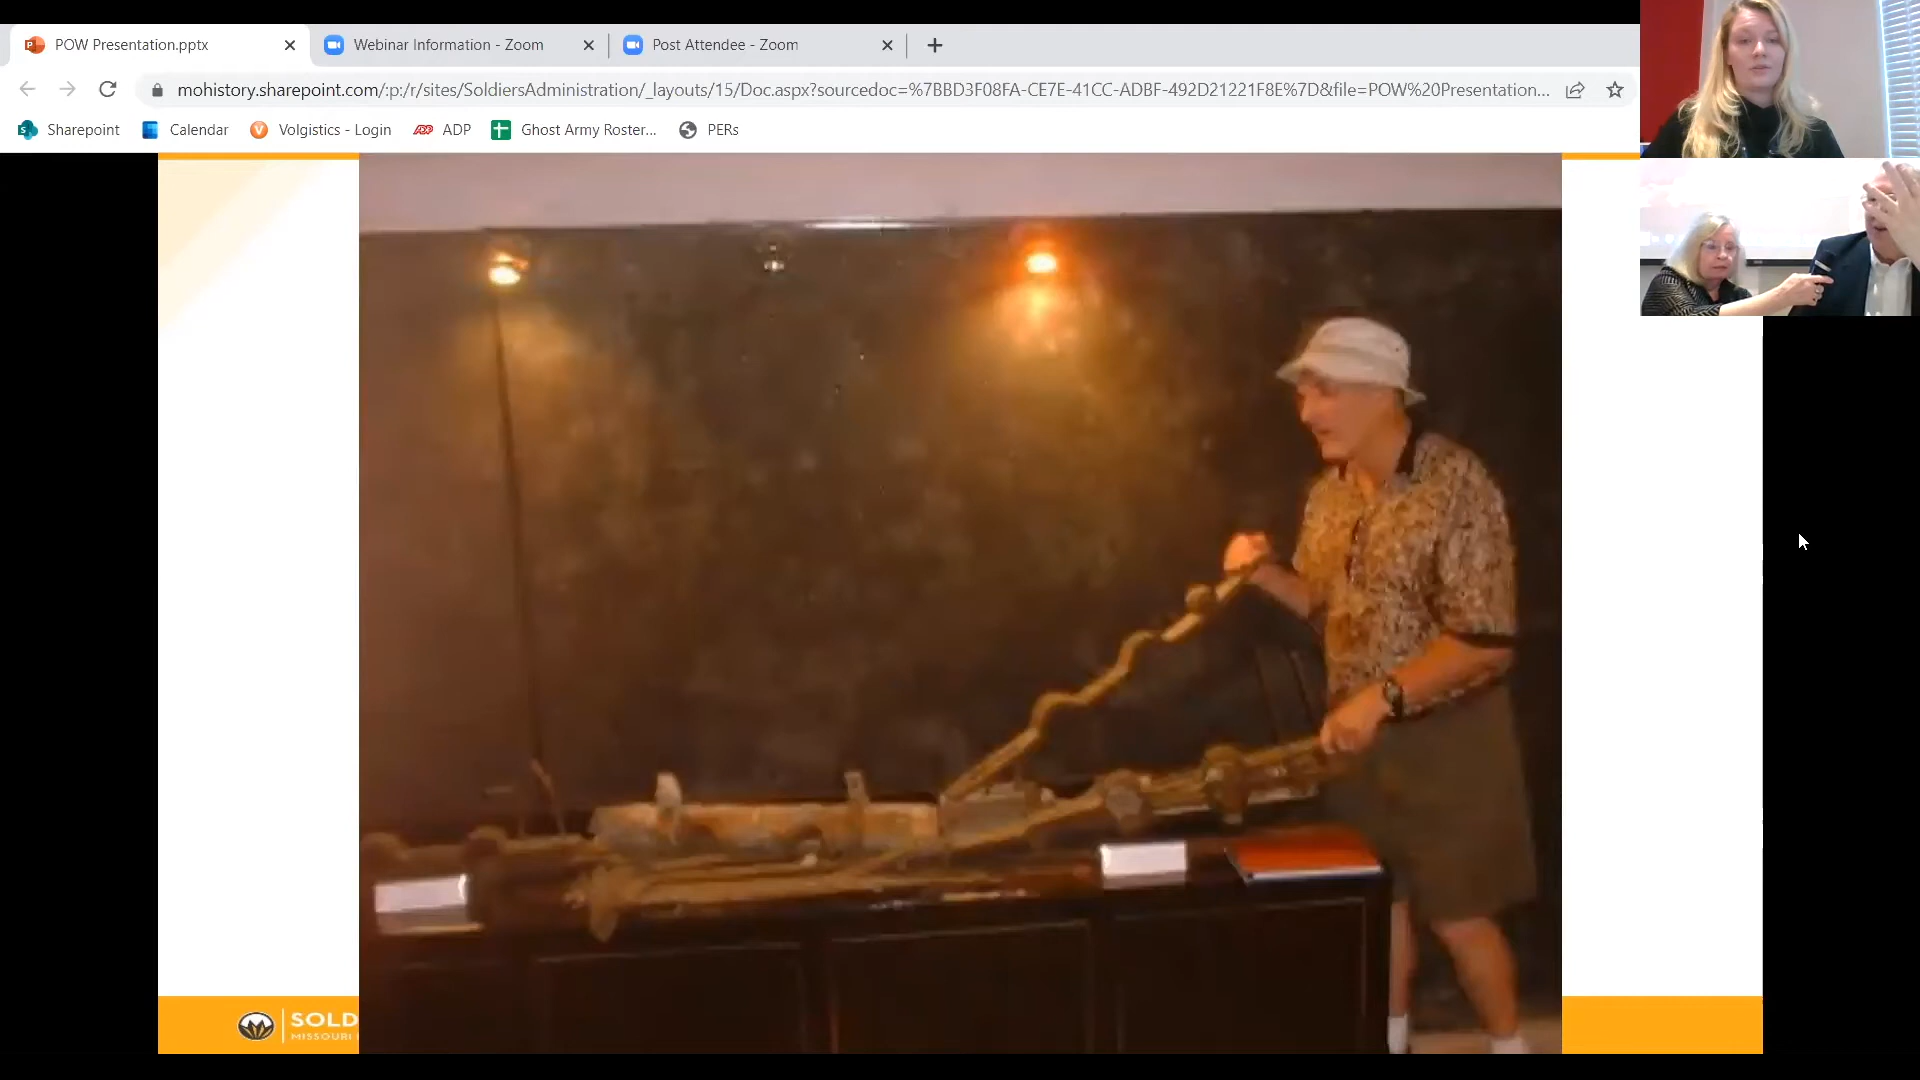 POW Presentation.pptx
Webinar Information - Zoom
Post Attendee - Zoom
mohistory.sharepoint.com/:p:/r/sites/SoldiersAdministration/_layouts/15/Doc.aspx?sourcedoc=%7BBD3F08FA-CE7E-41CC-ADBF-492D21221F8E%7D&file=POW%20Presentation...
Sharepoint
Calendar
Volgistics - Login
ADP
Ghost Army Roster...
PERs
SOLD
MISSOURI